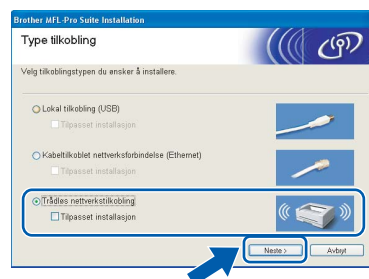 Brother MFL-Pro Suite Installation
Type tilkobling
Velg tilkoblingstypen du ønsker å installere.
Lokal tilkobling (USB)
Tilpasset installasjon
Kabeltilkoblet nettverksforbindelse (Ethernet)
Tilpasset installasjon
Trådløs nettverkstilkobling
Tilpasset installasjon
Neste > Avbryt